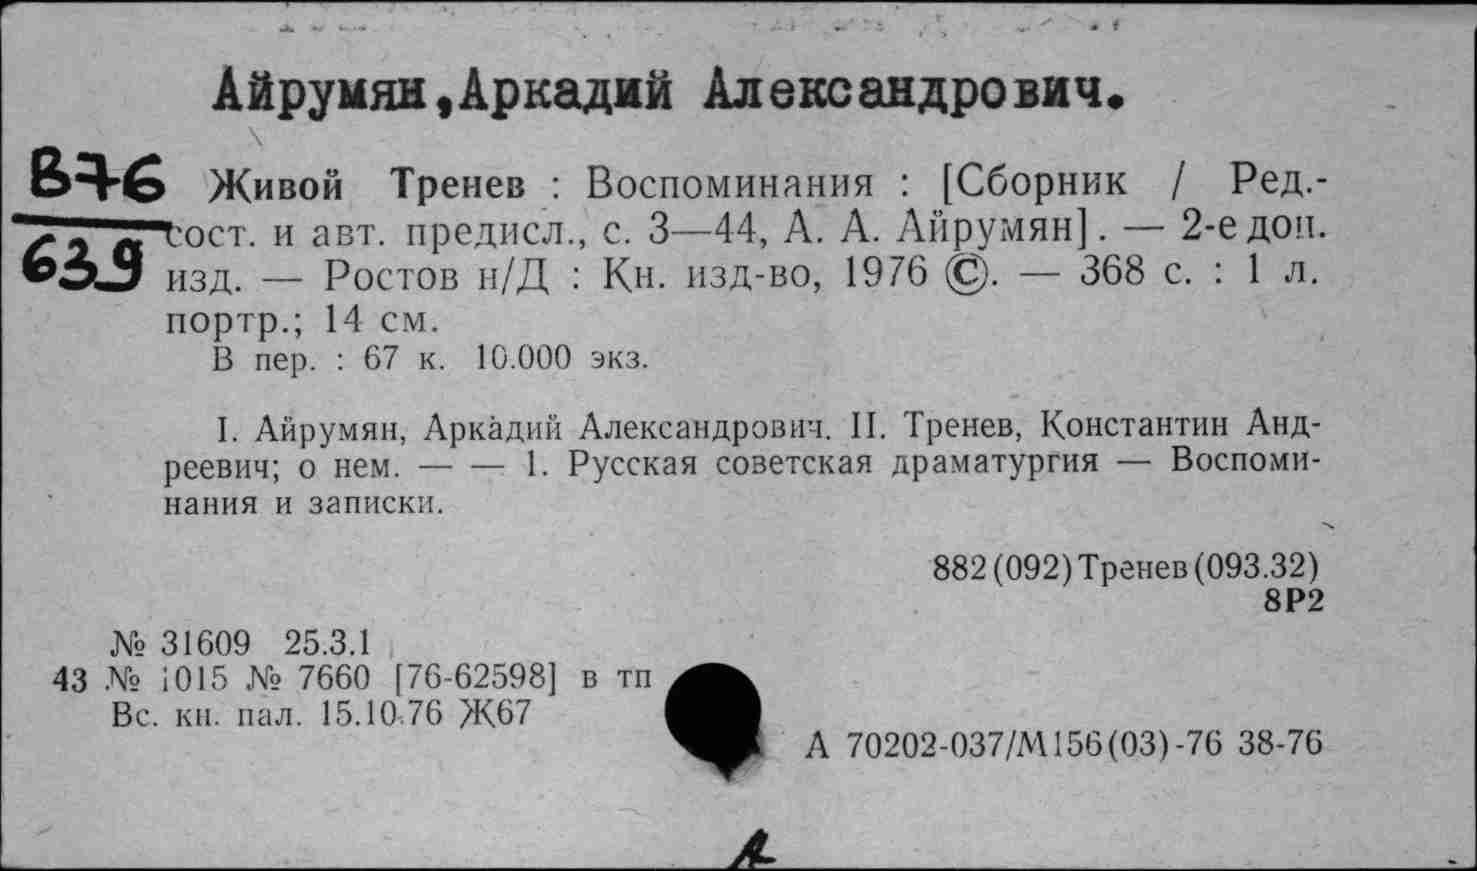 Айрумян,Аркадий Александрович.
В76
639
Живой Тренев : Воспоминания : [Сборник / Ред.-
сост. и авт. предисл., с. 3—44, А. А. Айрумян]. — 2-е доп.
изд. — Ростов н/Д : Кн. изд-во, 1976 ©. — 368 с. : 1 л.
портр.; 14 см.
В пер. : 67 к. 10.000 экз.
I. Айрумян, Аркадий Александрович. II. Тренев, Константин Анд-
реевич; о нем. — — 1. Русская советская драматургия — Воспоми-
нания и записки.
882(092)Тренев(093.32)
8Р2
№ 31609 25.3.1
43 № 1015 № 7660 [76-62598] в тп
Вс. кн. пал. 15.10.76 Ж67
А 70202-037/М156(03)-76 38-76